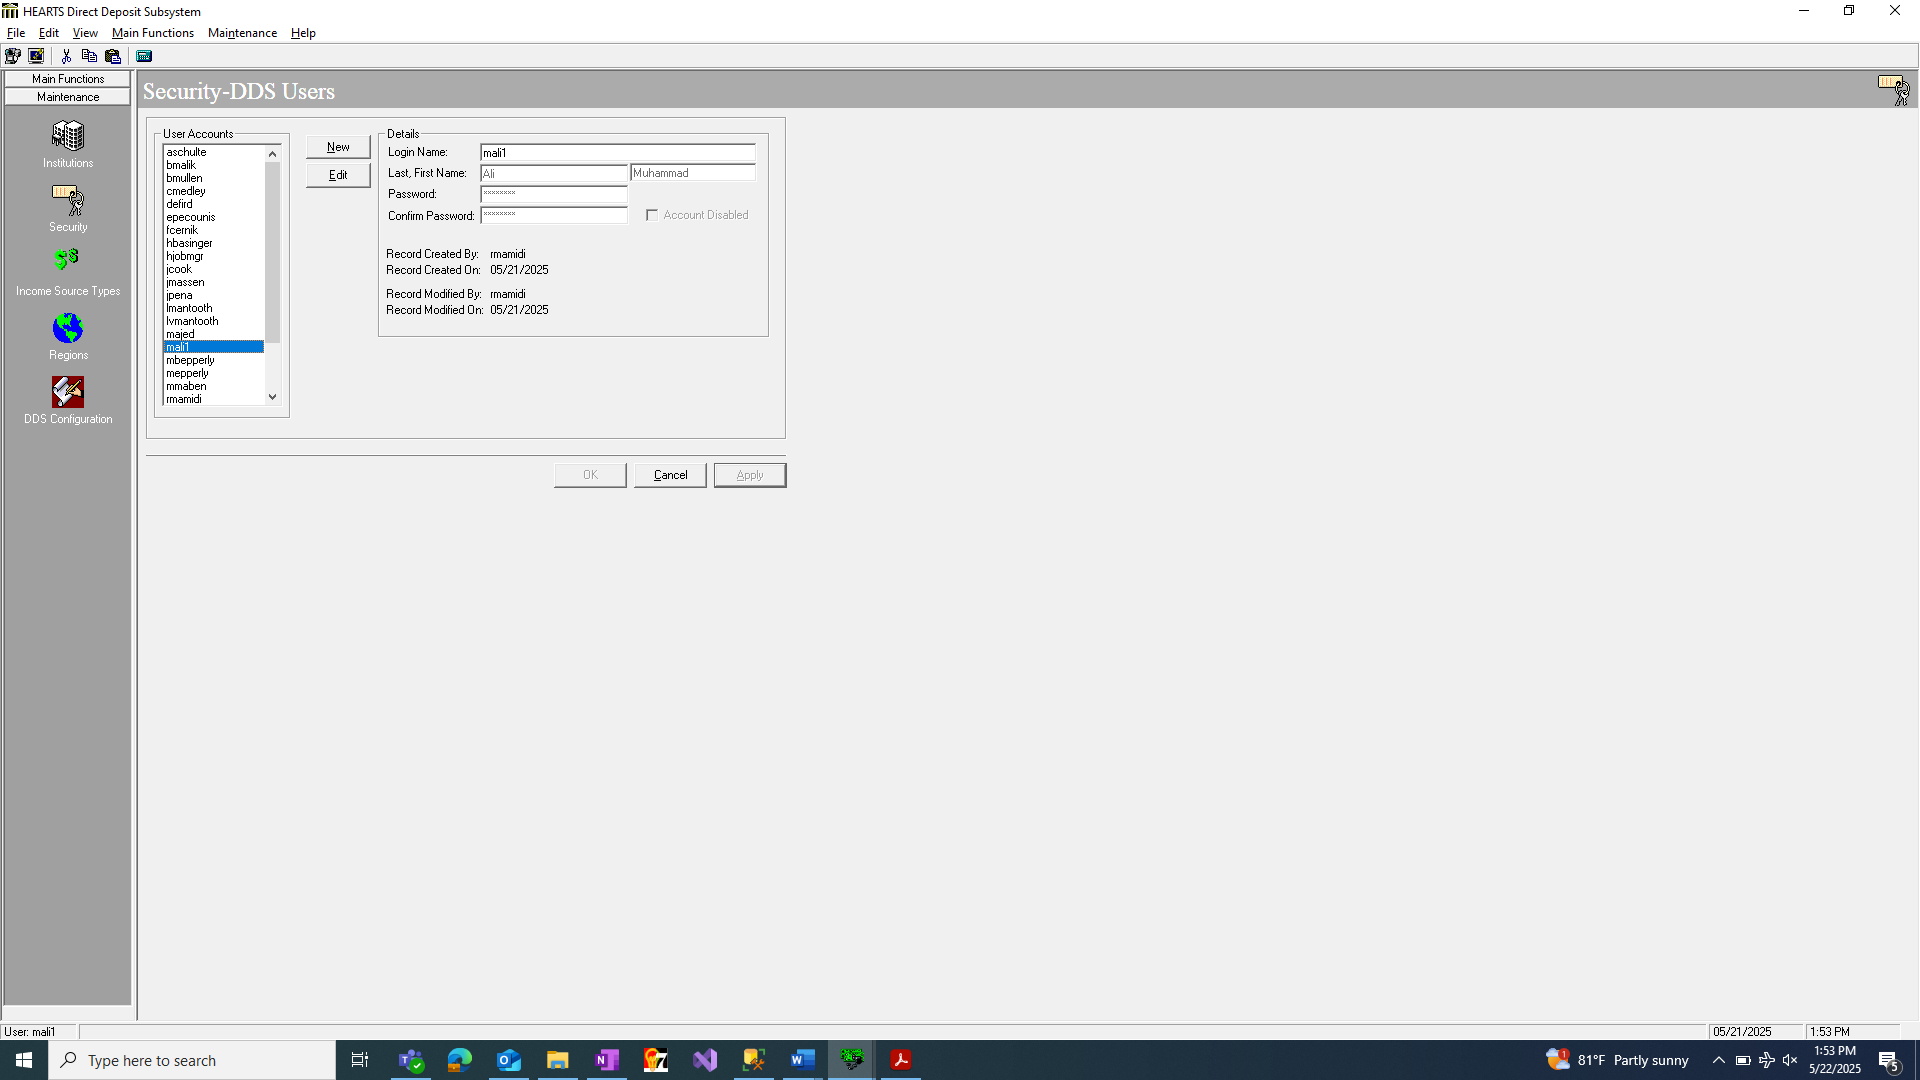 HEARTS Direct Deposit Subsystem
File Edit View Main Functions Maintenance Help
Main Functions
Maintenance
Institutions
Security
Income Source Types
Regions
DDS Configuration
Security-DDS Users
User Accounts
aschulte
bmalik
bmullen
cmedley
defird
epecounis
fcernik
hbasinger
hjobmgr
jcook
jmassen
jpena
lmantooth
lvmantooth
majed
mali1
mbepperly
mepperly
mmaben
rmamidi
New
Edit
Details
Login Name: mali1
Last, First Name: Ali Muhammad
Password: ********
Confirm Password: ********
Account Disabled
Record Created By: rmamidi
Record Created On: 05/21/2025
Record Modified By: rmamidi
Record Modified On: 05/21/2025
OK Cancel Apply
User: mali1 05/21/2025 1:53 PM
Type here to search
81°F Partly sunny
1:53 PM
5/22/2025
5